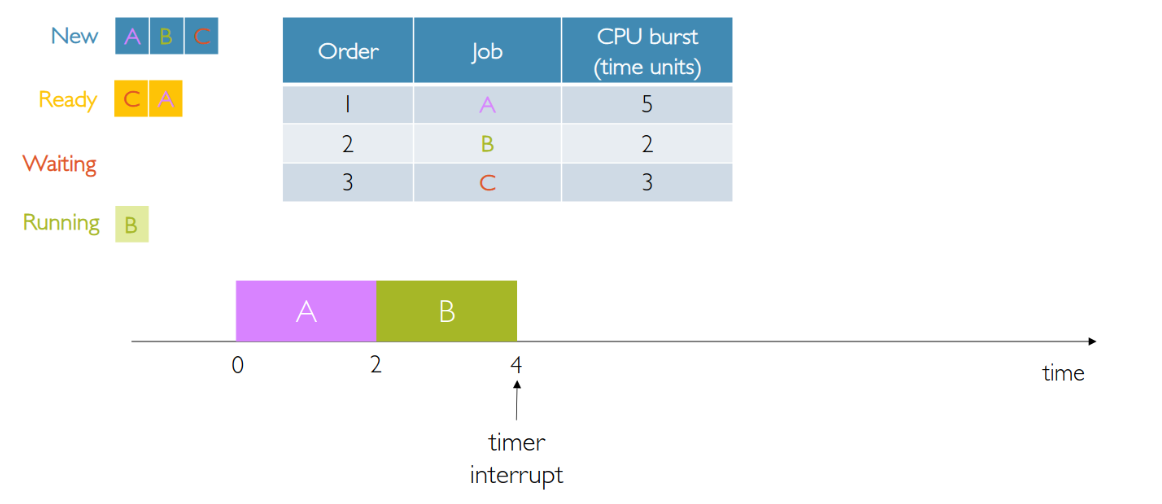 New A B C
Ready C A
Waiting
Running B
Order Job CPU burst
(time units)
1 A 5
2 B 2
3 C 3
A B
0 2 4
time
timer
interrupt